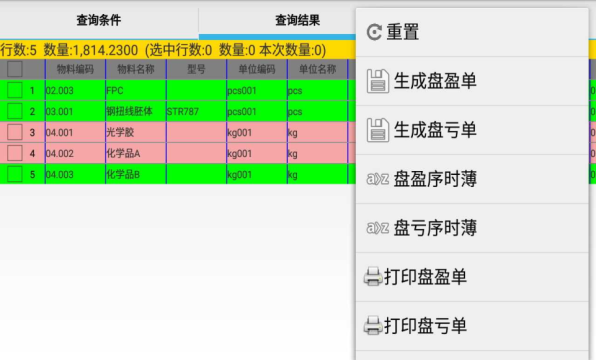 查询条件 查询结果
行数:5 数量:1,814.2300 (选中行数:0 数量:0 本次数量:0)
物料编码 物料名称 型号 单位编码 单位名称
1 02.003 FPC pcs001 pcs
2 03.001 钢扭线胚体 STR787 pcs001 pcs
3 04.001 光学胶 kg001 kg
4 04.002 化学品A kg001 kg
5 04.003 化学品B kg001 kg
重置
生成盘盈单
生成盘亏单
盘盈序时薄
盘亏序时薄
打印盘盈单
打印盘亏单